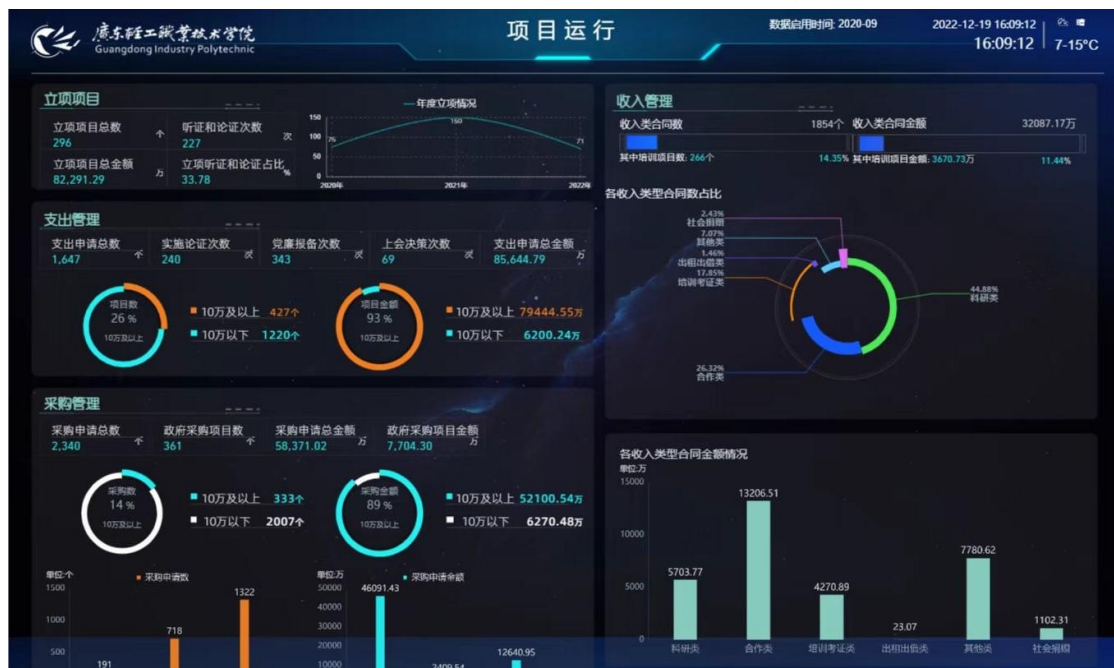 廣东轻工職業技术学院
Guangdong Industry Polytechnic
项目运行
数据启用时间: 2020-09
2022-12-19 16:09:12
16:09:12
7-15°C
立项项目
立项项目总数
296
个
听证和论证次数
227
次
立项项目总金额
82,291.29
万
立项听证和论证占比
33.78
%
年度立项情况
150
100
50
0
75
150
71
2020年
2021年
2022年
支出管理
支出申请总数
1,647
个
实施论证次数
240
次
党廉报备次数
343
次
上会决策次数
69
次
支出申请总金额
85,644.79
万
项目数
26 %
10万及以上
10万及以上 427个
10万以下 1220个
项目金额
93 %
10万及以上
10万及以上 79444.55万
10万以下 6200.24万
采购管理
采购申请总数
2,340
个
政府采购项目数
361
个
采购申请总金额
58,371.02
万
政府采购项目金额
7,704.30
万
采购数
14 %
10万及以上
10万及以上 333个
10万以下 2007个
采购金额
89 %
10万及以上
10万及以上 52100.54万
10万以下 6270.48万
单位:个
采购申请数
1500
1000
500
191
718
1322
单位:万
采购申请金额
50000
40000
30000
20000
10000
46091.43
12640.95
收入管理
收入类合同数
1854个
收入类合同金额
32087.17万
其中培训项目数: 266个
14.35%
其中培训项目金额: 3670.73万
11.44%
各收入类型合同数占比
2.43%
社会捐赠
7.07%
其他类
1.46%
出租出借类
17.85%
培训考证类
44.88%
科研类
26.32%
合作类
各收入类型合同金额情况
单位:万
15000
10000
5000
0
5703.77
13206.51
4270.89
23.07
7780.62
1102.31
科研类
合作类
培训考证类
出租出借类
其他类
社会捐赠